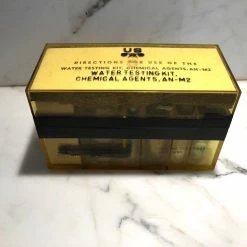 US
DIRECTIONS FOR USE OF THE
WATER TESTING KIT, CHEMICAL AGENTS, AN-M2
WATER TESTING KIT,
CHEMICAL AGENTS, AN-M2